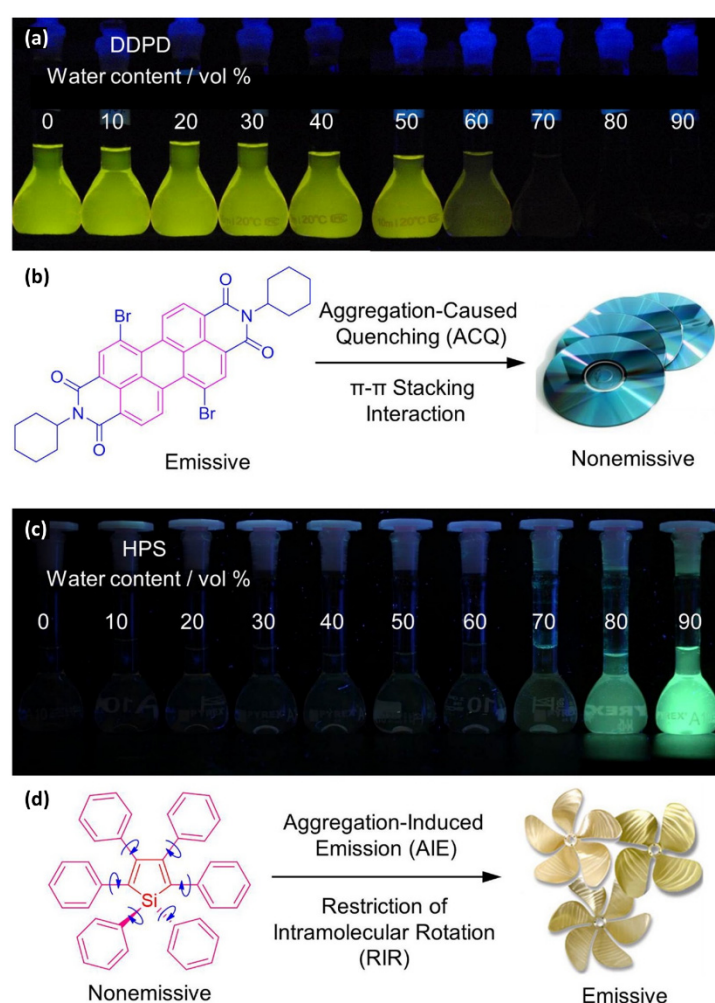 (a)
DDPD
Water content / vol %
0 10 20 30 40 50 60 70 80 90
(b)
Br
O
N
O
Br
O
N
O
Emissive
Aggregation-Caused
Quenching (ACQ)
π-π Stacking
Interaction
Nonemissive
(c)
HPS
Water content / vol %
0 10 20 30 40 50 60 70 80 90
(d)
Si
Nonemissive
Aggregation-Induced
Emission (AIE)
Restriction of
Intramolecular Rotation
(RIR)
Emissive